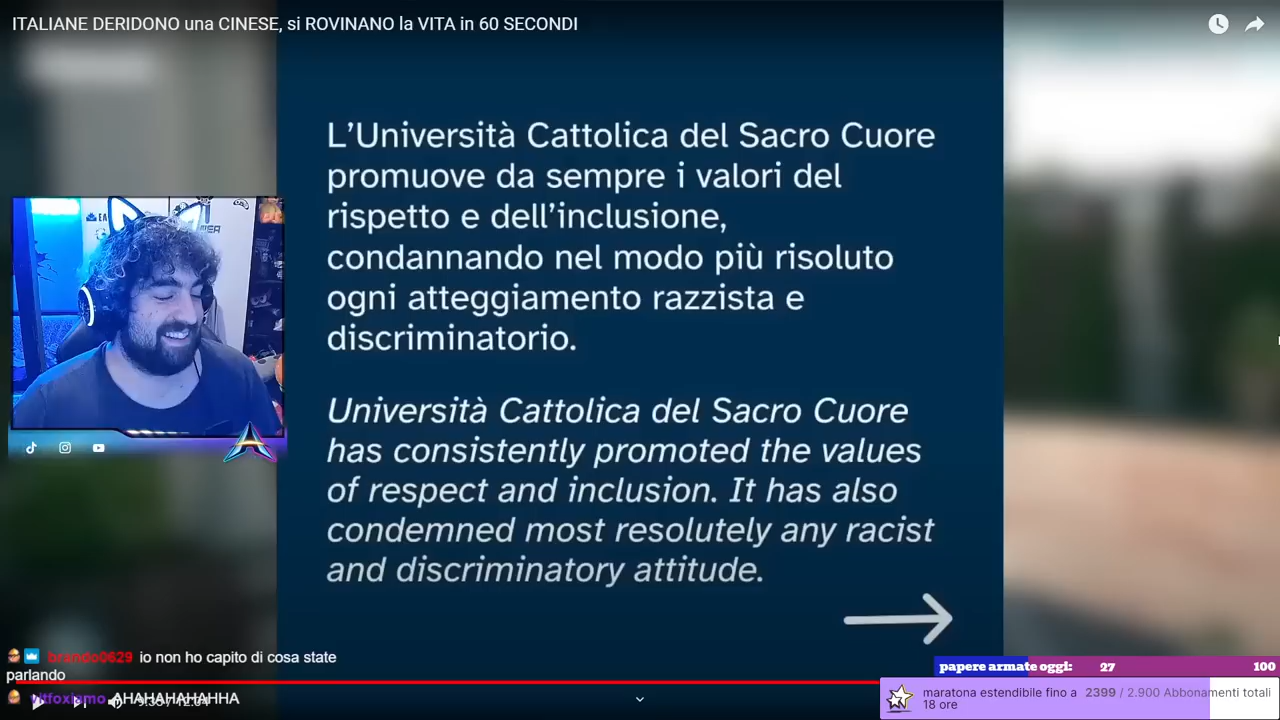 ITALIANE DERIDONO una CINESE, si ROVINANO la VITA in 60 SECONDI
L’Università Cattolica del Sacro Cuore
promuove da sempre i valori del
rispetto e dell’inclusione,
condannando nel modo più risoluto
ogni atteggiamento razzista e
discriminatorio.
Università Cattolica del Sacro Cuore
has consistently promoted the values
of respect and inclusion. It has also
condemned most resolutely any racist
and discriminatory attitude.
brando0629 io non ho capito di cosa state
parlando
vitfoxiamo AHAHAHAHAHHA
papere armate oggi: 27 100
maratona estendibile fino a
18 ore
2399 / 2.900 Abbonamenti totali